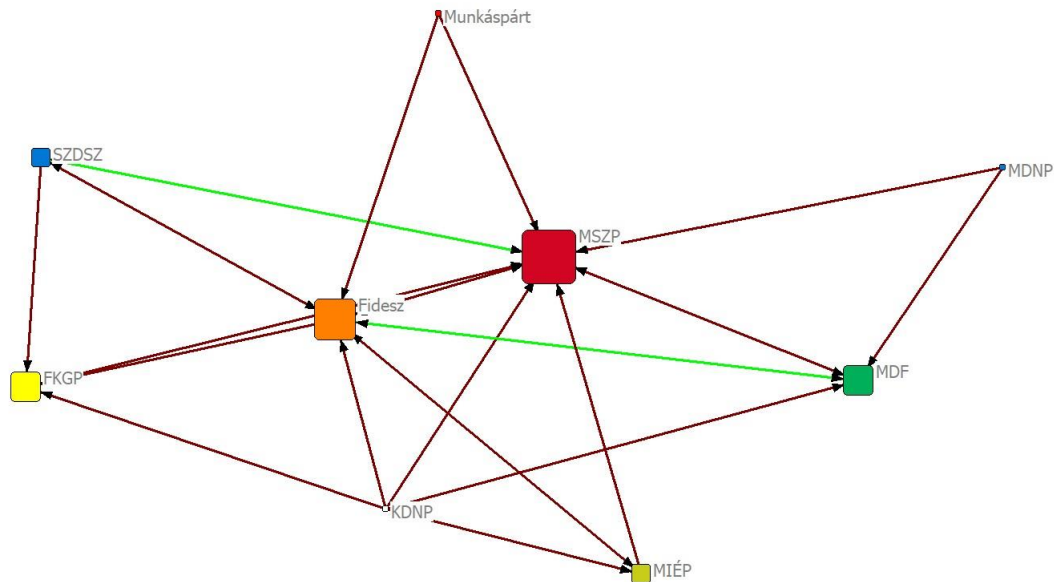 Munkáspárt
SZDSZ
MDNP
MSZP
Fidesz
FKGP
MDF
KDNP
MIÉP